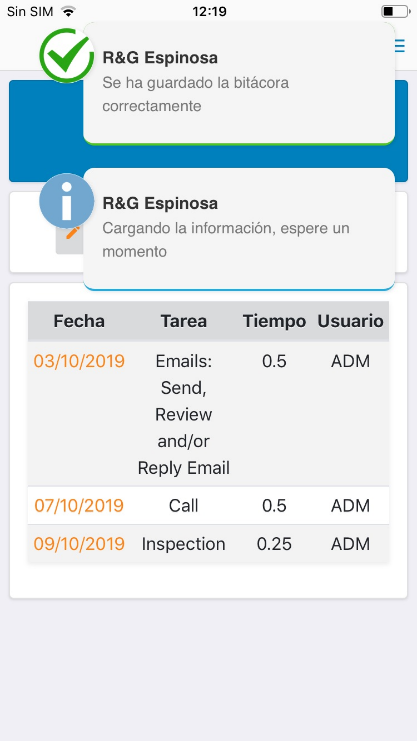 Sin SIM 12:19
R&G Espinosa
Se ha guardado la bitácora
correctamente
R&G Espinosa
Cargando la información, espere un
momento
Fecha Tarea Tiempo Usuario
03/10/2019 Emails: 0.5 ADM
Send,
Review
and/or
Reply Email
07/10/2019 Call 0.5 ADM
09/10/2019 Inspection 0.25 ADM